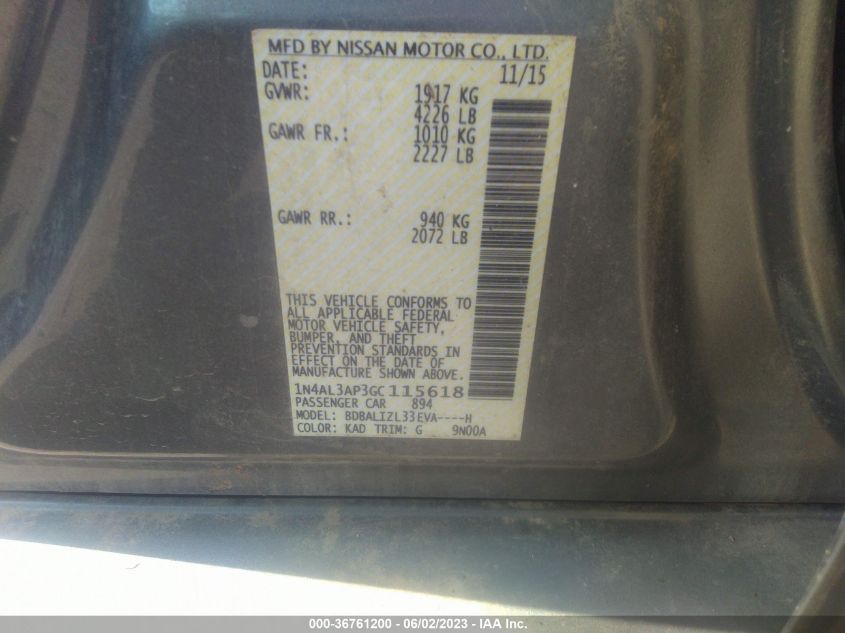 MFD BY NISSAN MOTOR CO., LTD.
DATE: 11/15
GVWR: 1917 KG
4226 LB
GAWR FR.: 1010 KG
2227 LB
GAWR RR.: 940 KG
2072 LB
THIS VEHICLE CONFORMS TO
ALL APPLICABLE FEDERAL
MOTOR VEHICLE SAFETY,
BUMPER, AND THEFT
PREVENTION STANDARDS IN
EFFECT ON THE DATE OF
MANUFACTURE SHOWN ABOVE.
1N4AL3AP3GC115618
PASSENGER CAR 894
MODEL: BDBALIZL33EVA----H
COLOR: KAD TRIM: G 9N00A
000-36761200 - 06/02/2023 - IAA Inc.